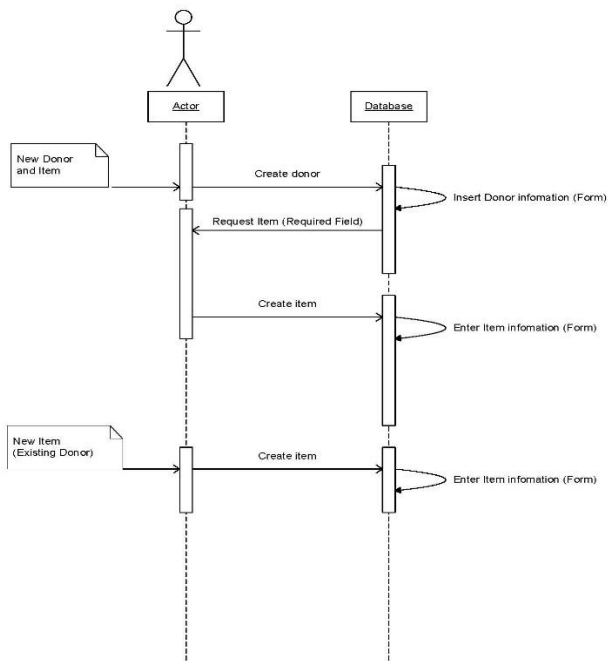 Actor
Database
New Donor
and Item
Create donor
Insert Donor infomation (Form)
Request Item (Required Field)
Create item
Enter Item infomation (Form)
New Item
(Existing Donor)
Create item
Enter Item infomation (Form)